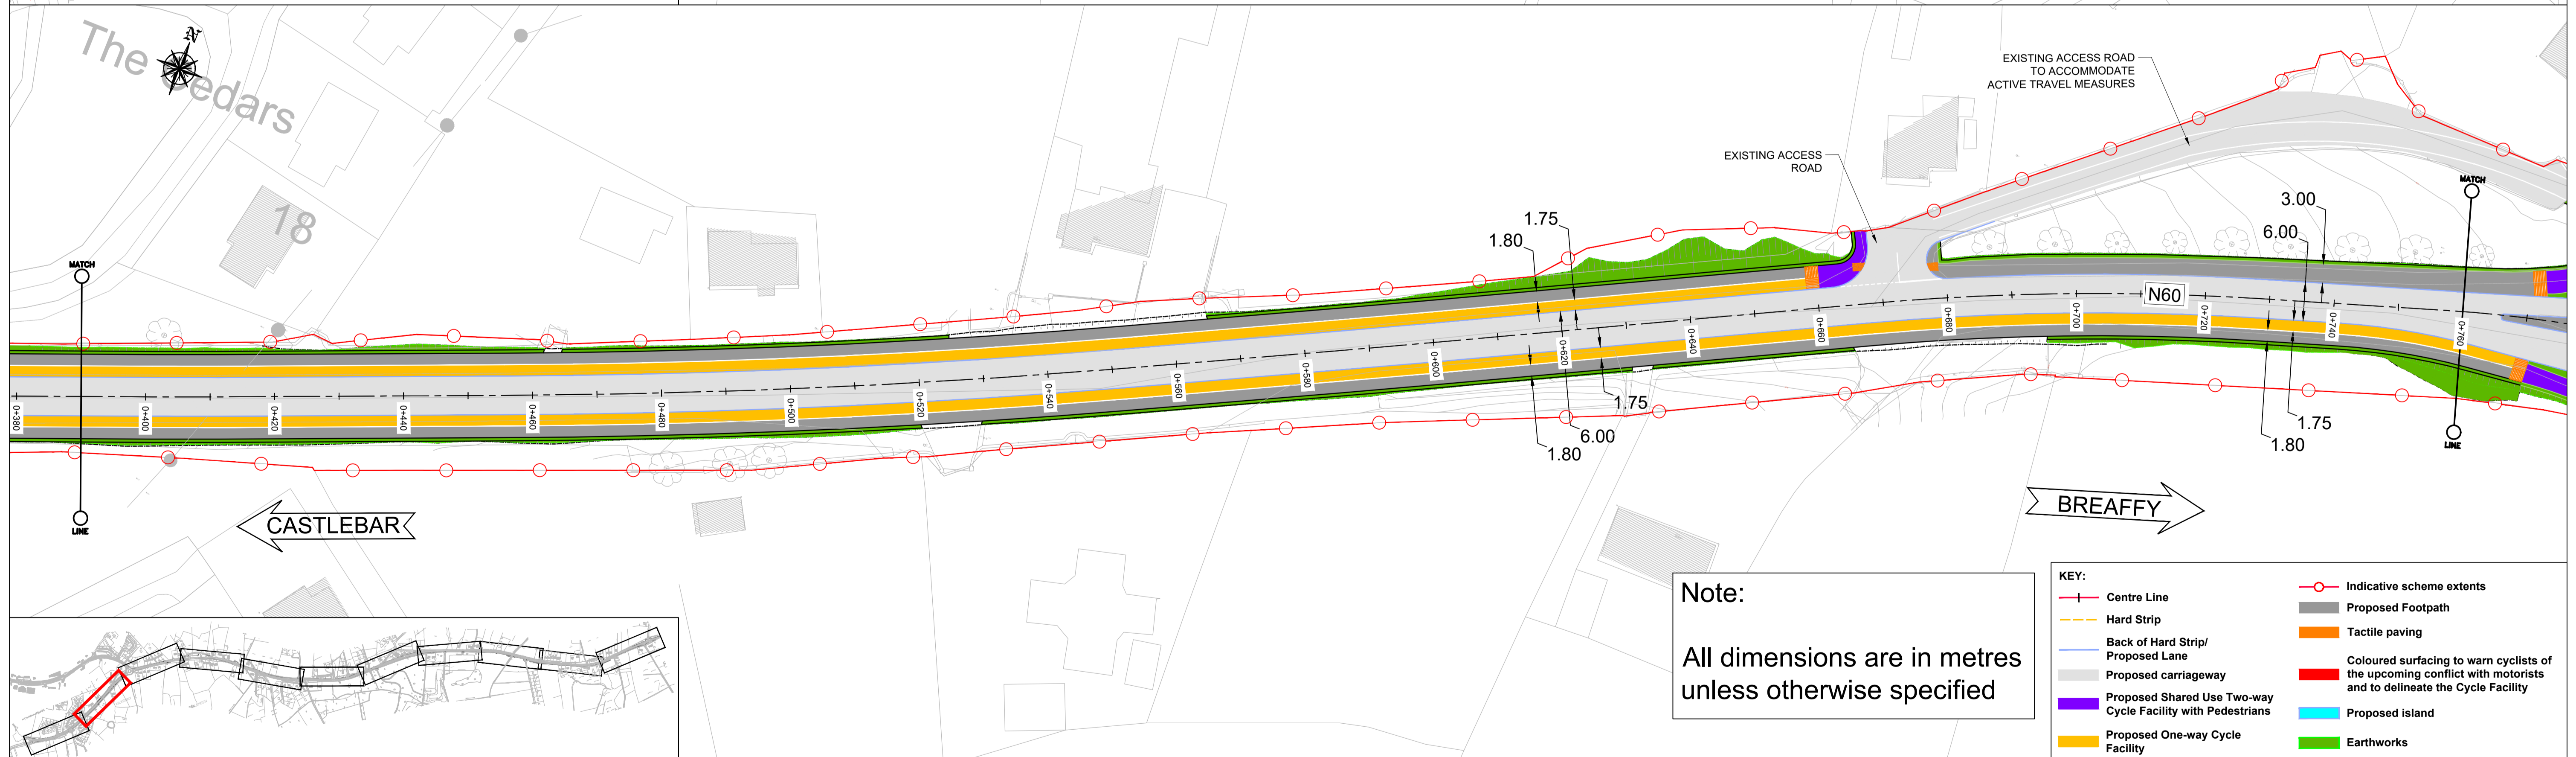 The Cedars
N
18
MATCH
LINE
CASTLEBAR
0+380
0+400
0+420
0+440
0+460
0+480
0+500
0+520
0+540
0+560
0+580
0+600
0+620
0+640
0+660
0+680
0+700
0+720
0+740
0+760
1.75
1.80
1.75
6.00
1.80
EXISTING ACCESS
ROAD
EXISTING ACCESS ROAD
TO ACCOMMODATE
ACTIVE TRAVEL MEASURES
3.00
6.00
N60
1.75
1.80
MATCH
LINE
BREAFFY
Note:
All dimensions are in metres
unless otherwise specified
KEY:
Centre Line
Hard Strip
Back of Hard Strip/
Proposed Lane
Proposed carriageway
Proposed Shared Use Two-way
Cycle Facility with Pedestrians
Proposed One-way Cycle
Facility
Indicative scheme extents
Proposed Footpath
Tactile paving
Coloured surfacing to warn cyclists of
the upcoming conflict with motorists
and to delineate the Cycle Facility
Proposed island
Earthworks